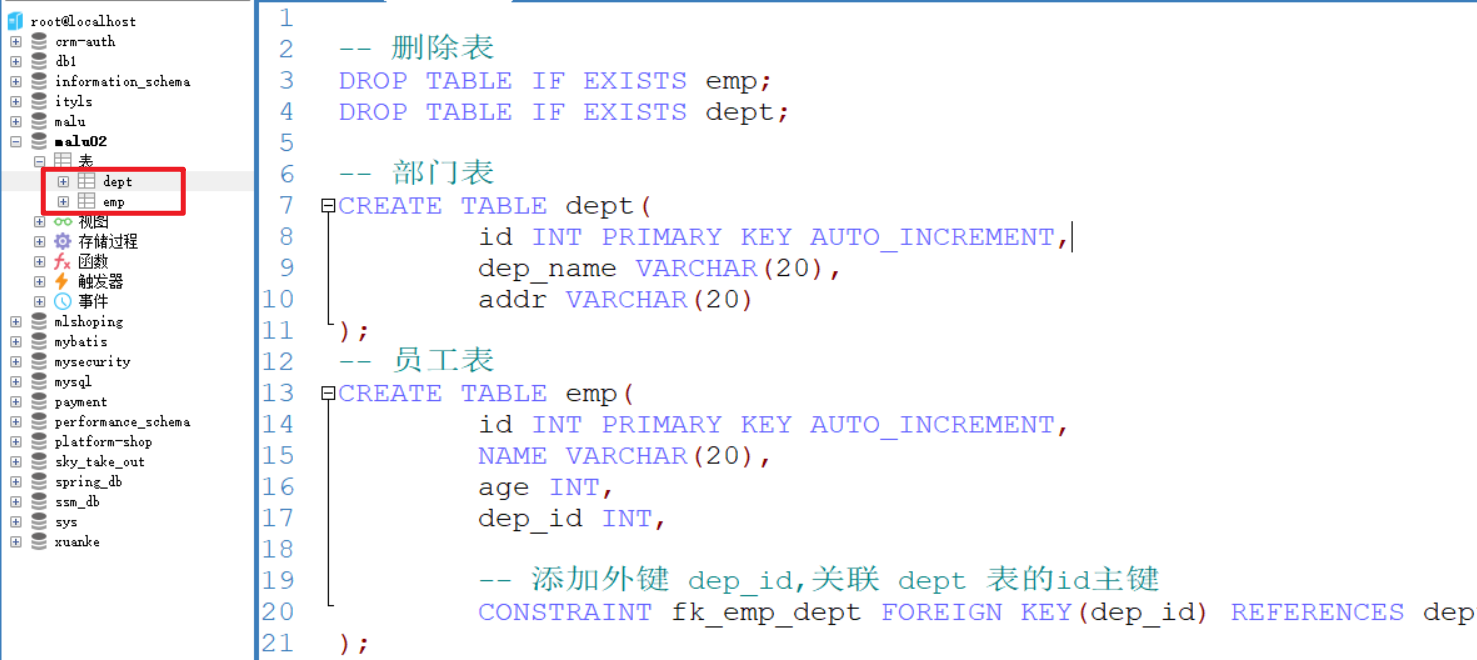 root@localhost
crm-auth
db1
information_schema
ityls
malu
malu02
表
dept
emp
视图
存储过程
函数
触发器
事件
mlshoping
mybatis
mysecurity
mysql
payment
performance_schema
platform-shop
sky_take_out
spring_db
ssm_db
sys
xuanke
1
2 -- 删除表
3 DROP TABLE IF EXISTS emp;
4 DROP TABLE IF EXISTS dept;
5
6 -- 部门表
7 CREATE TABLE dept(
8 id INT PRIMARY KEY AUTO_INCREMENT,
9 dep_name VARCHAR(20),
10 addr VARCHAR(20)
11 );
12 -- 员工表
13 CREATE TABLE emp(
14 id INT PRIMARY KEY AUTO_INCREMENT,
15 NAME VARCHAR(20),
16 age INT,
17 dep_id INT,
18
19 -- 添加外键 dep_id,关联 dept 表的id主键
20 CONSTRAINT fk_emp_dept FOREIGN KEY(dep_id) REFERENCES dep
21 );